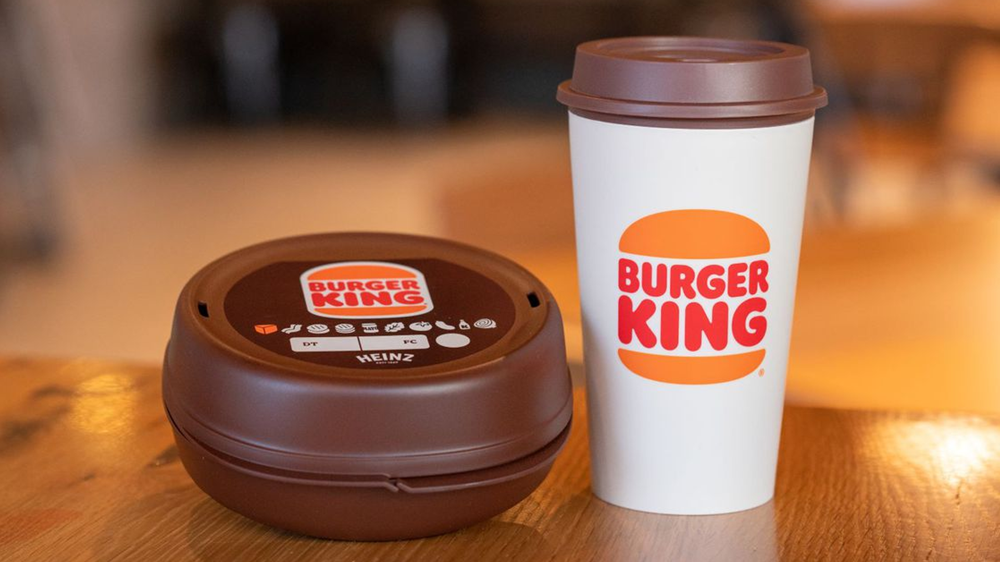 BURGER
KING
MAYO
DT FC
HEINZ
BURGER
KING
®